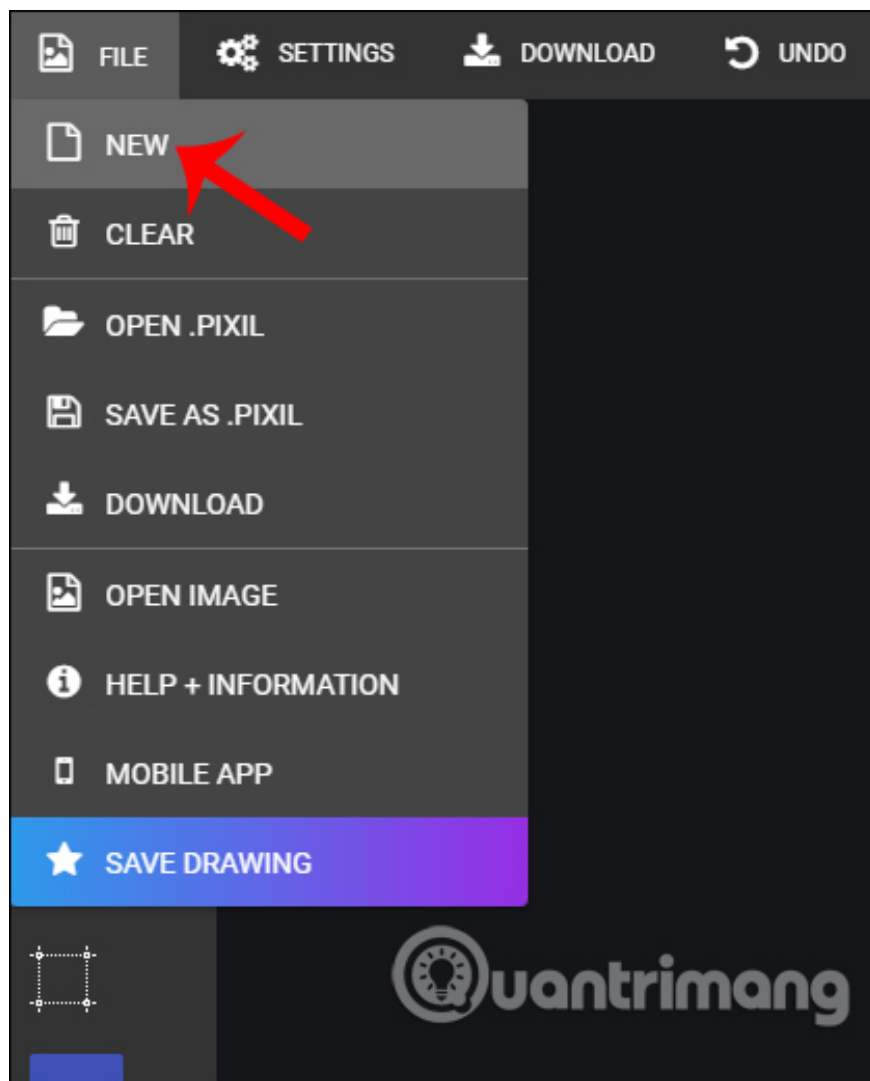 FILE SETTINGS DOWNLOAD UNDO
NEW
CLEAR
OPEN .PIXIL
SAVE AS .PIXIL
DOWNLOAD
OPEN IMAGE
HELP + INFORMATION
MOBILE APP
SAVE DRAWING
Quantrimang